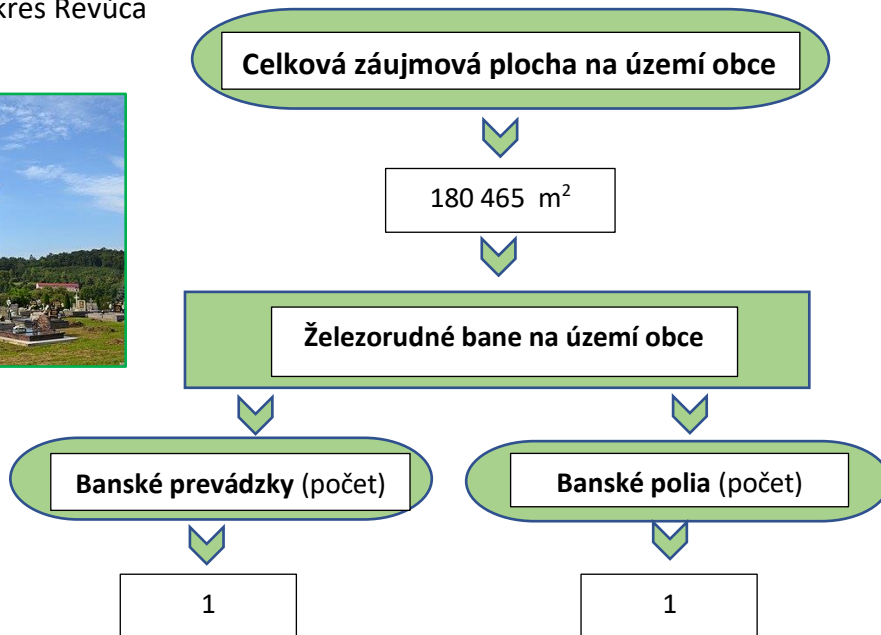 Revúca
Celková záujmová plocha na území obce
180 465 m²
Železorudné bane na území obce
Banské prevádzky (počet)
Banské polia (počet)
1
1